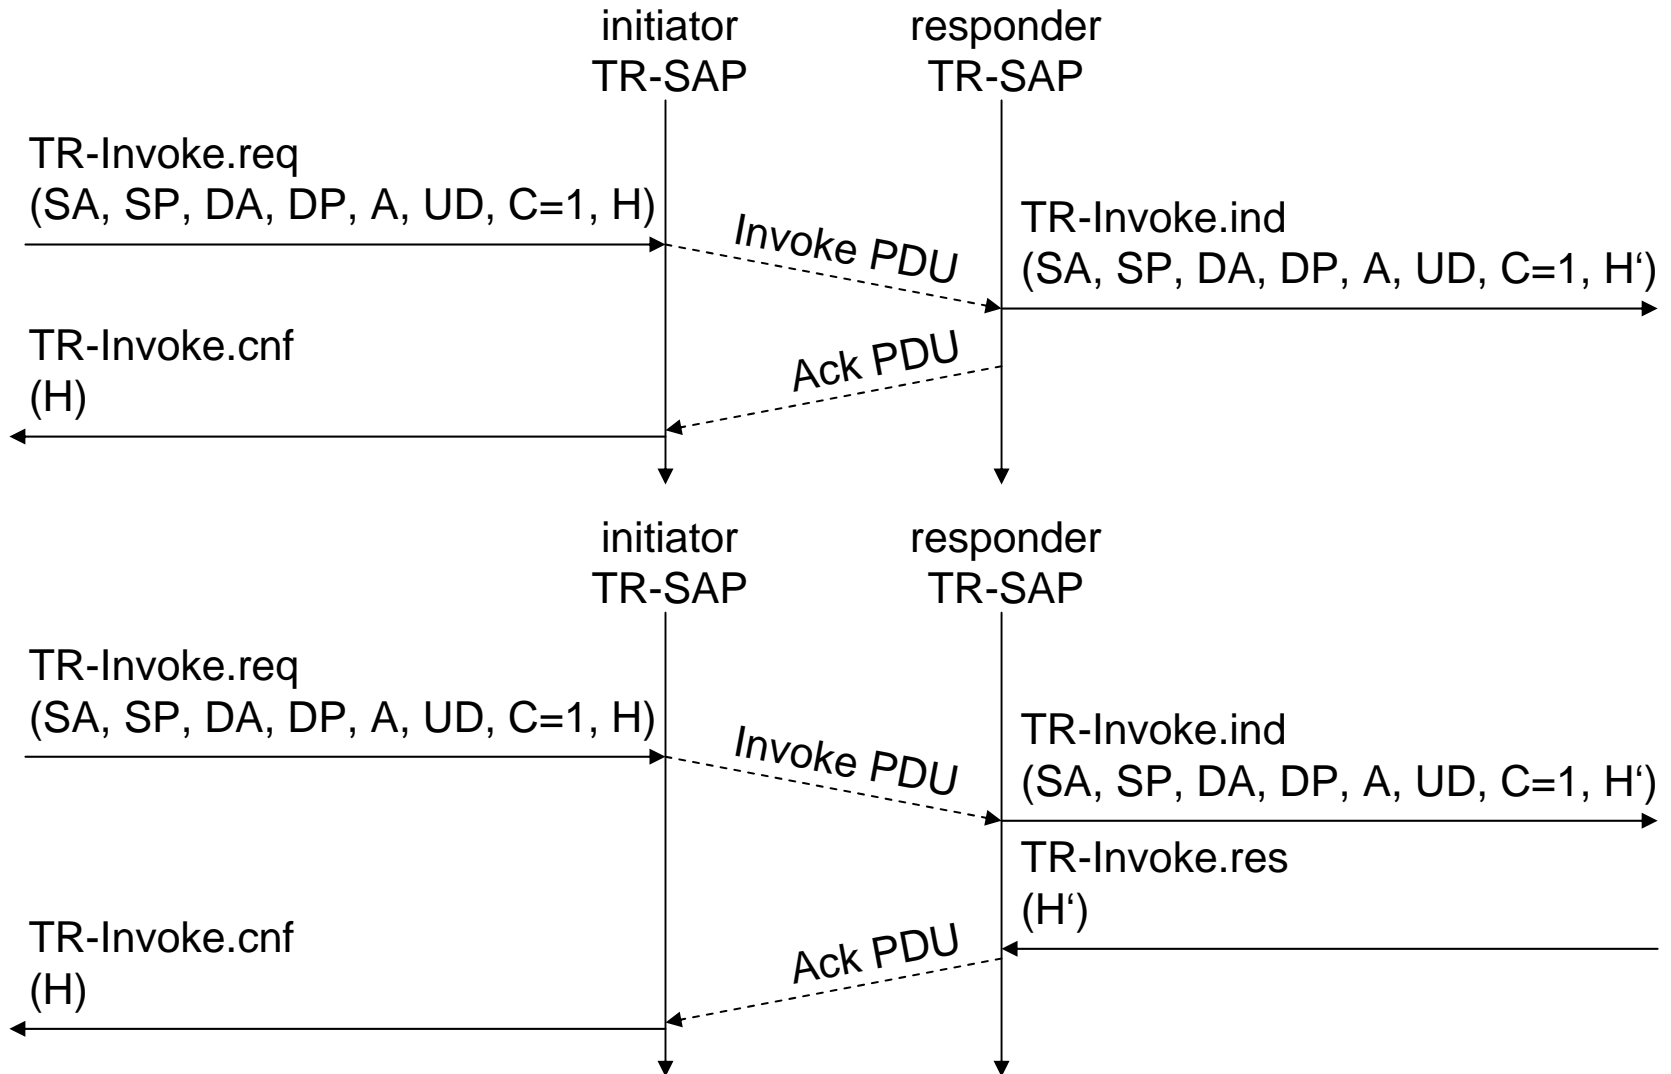 initiator
TR-SAP
responder
TR-SAP
TR-Invoke.req
(SA, SP, DA, DP, A, UD, C=1, H)
Invoke PDU
TR-Invoke.ind
(SA, SP, DA, DP, A, UD, C=1, H‘)
TR-Invoke.cnf
(H)
Ack PDU
initiator
TR-SAP
responder
TR-SAP
TR-Invoke.req
(SA, SP, DA, DP, A, UD, C=1, H)
Invoke PDU
TR-Invoke.ind
(SA, SP, DA, DP, A, UD, C=1, H‘)
TR-Invoke.res
(H‘)
TR-Invoke.cnf
(H)
Ack PDU